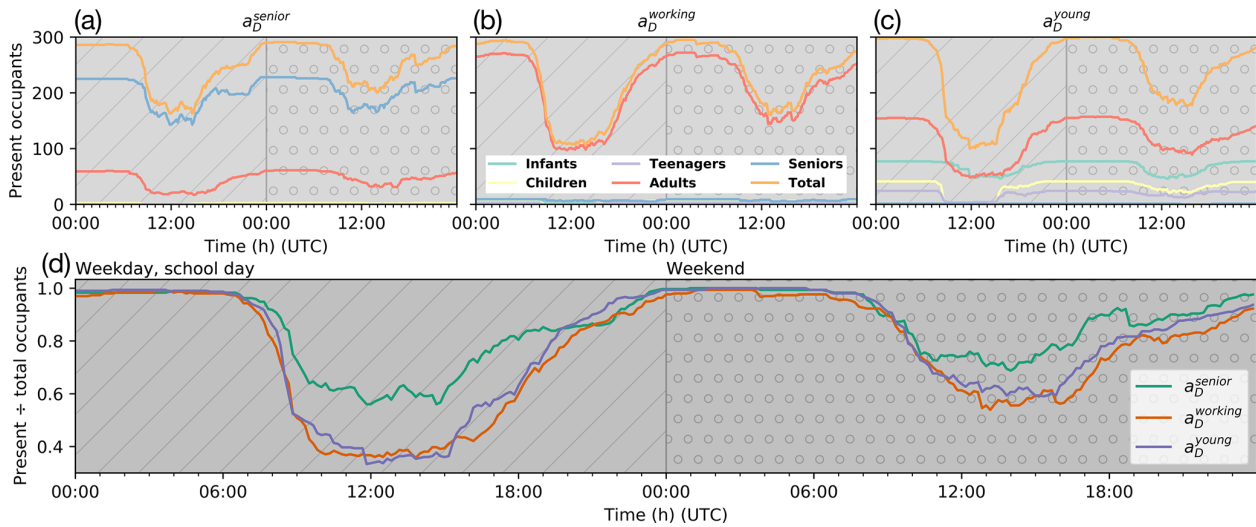 (a) a_D^senior
(b) a_D^working
(c) a_D^young
Present occupants
300
200
100
0
Infants Teenagers Seniors
Children Adults Total
00:00 12:00 00:00 12:00
00:00 12:00 00:00 12:00
00:00 12:00 00:00 12:00
Time (h) (UTC)
Time (h) (UTC)
Time (h) (UTC)
(d) Weekday, school day Weekend
Present ÷ total occupants
1.0
0.8
0.6
0.4
a_D^senior
a_D^working
a_D^young
00:00 06:00 12:00 18:00 00:00 06:00 12:00 18:00
Time (h) (UTC)